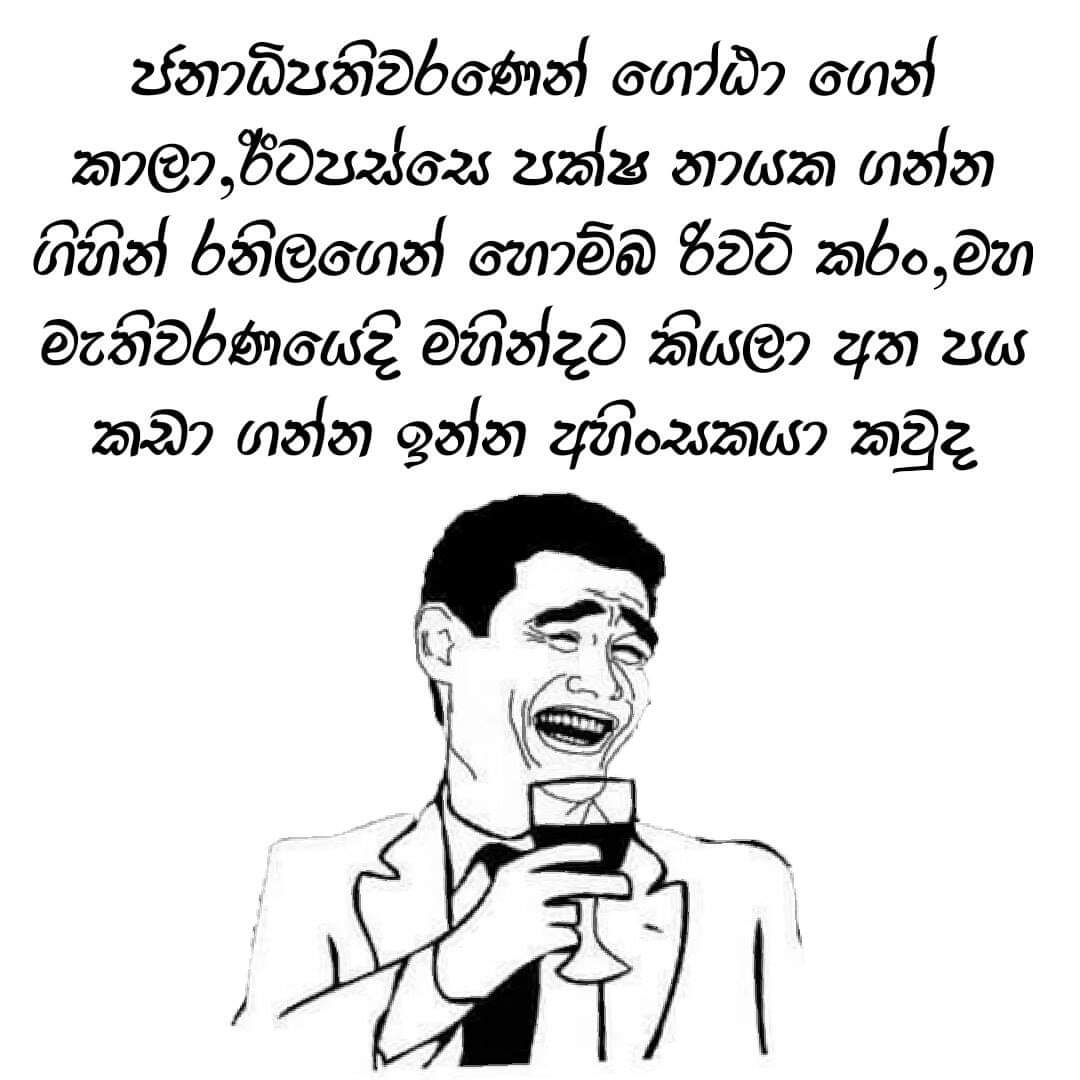 ජනාධිපතිවරණෙන් ගෝඨා ගෙන්
කාලා,ඊටපස්සෙ පක්ෂ නායක ගන්න
ගිහින් රනිලගෙන් හොම්බ රිවට් කරං,මහ
මැතිවරණයෙදි මහින්දට කියලා අත පය
කඩා ගන්න ඉන්න අහිංසකයා කවුද